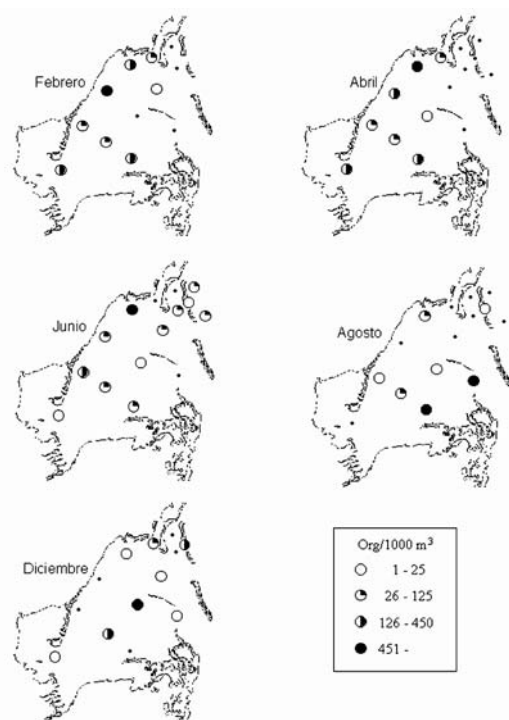 Febrero
Abril
Junio
Agosto
Diciembre
Org/1000 m³
1 - 25
26 - 125
126 - 450
451 -